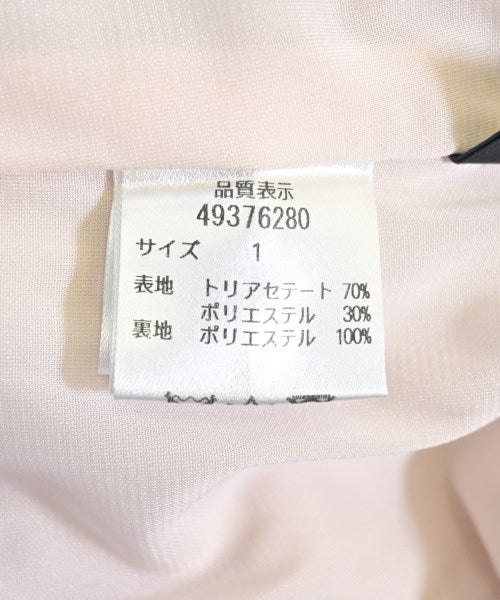 品質表示
49376280
サイズ 1
表地 トリアセテート 70%
ポリエステル 30%
裏地 ポリエステル 100%